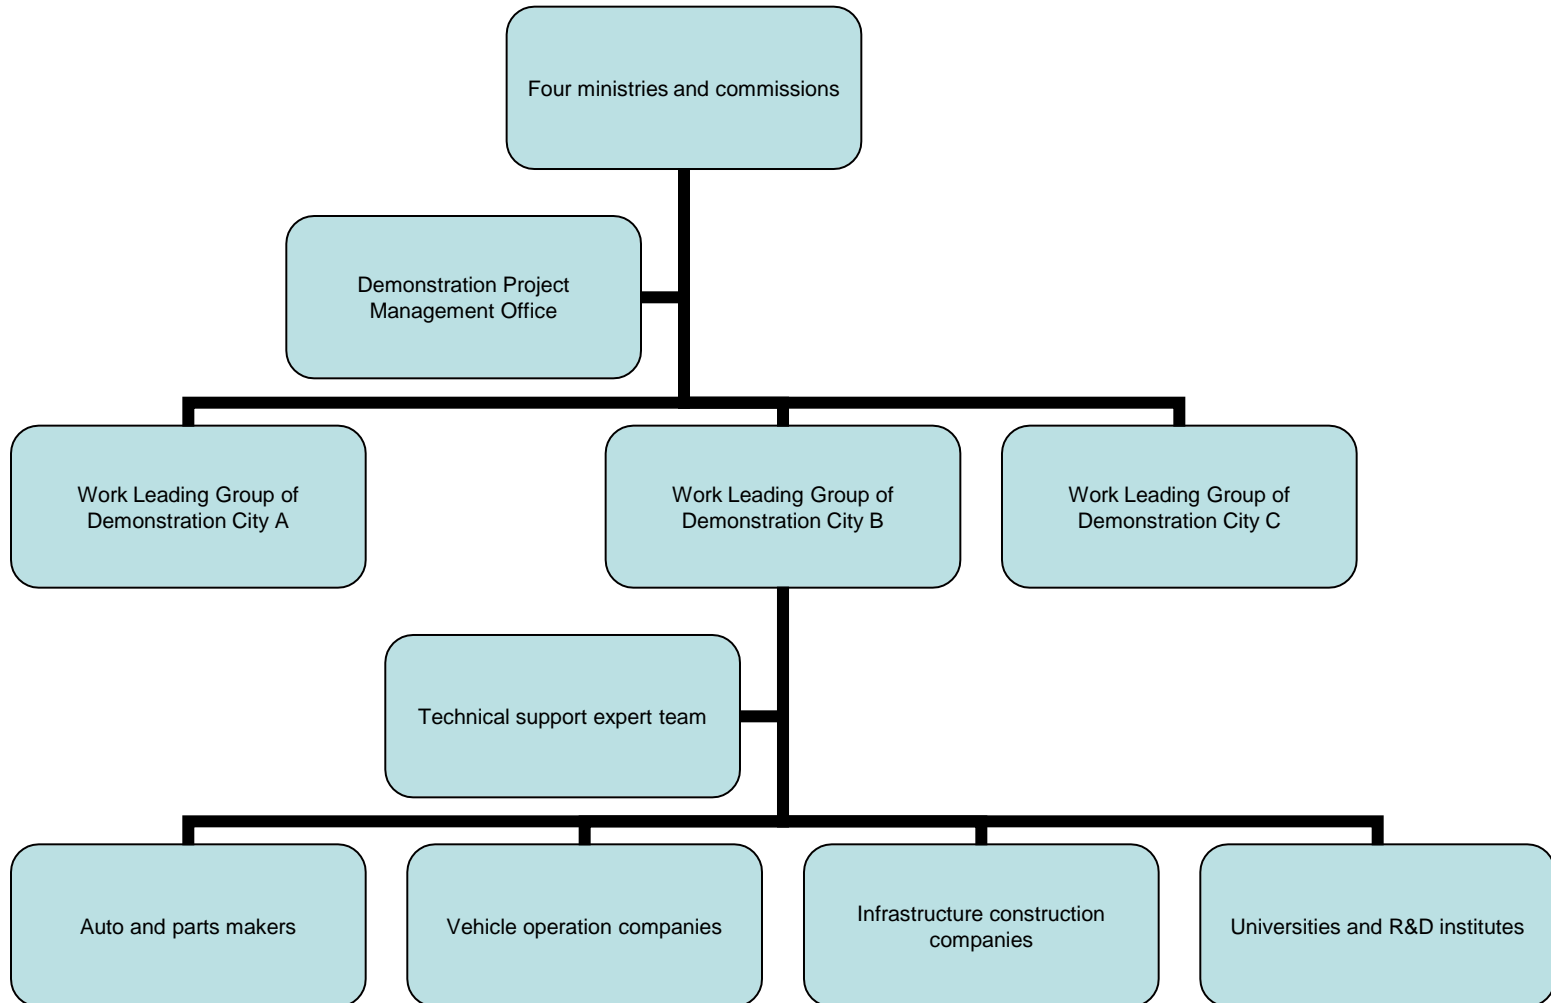 Four ministries and commissions
Demonstration Project
Management Office
Work Leading Group of
Demonstration City A
Work Leading Group of
Demonstration City B
Work Leading Group of
Demonstration City C
Technical support expert team
Auto and parts makers
Vehicle operation companies
Infrastructure construction
companies
Universities and R&D institutes